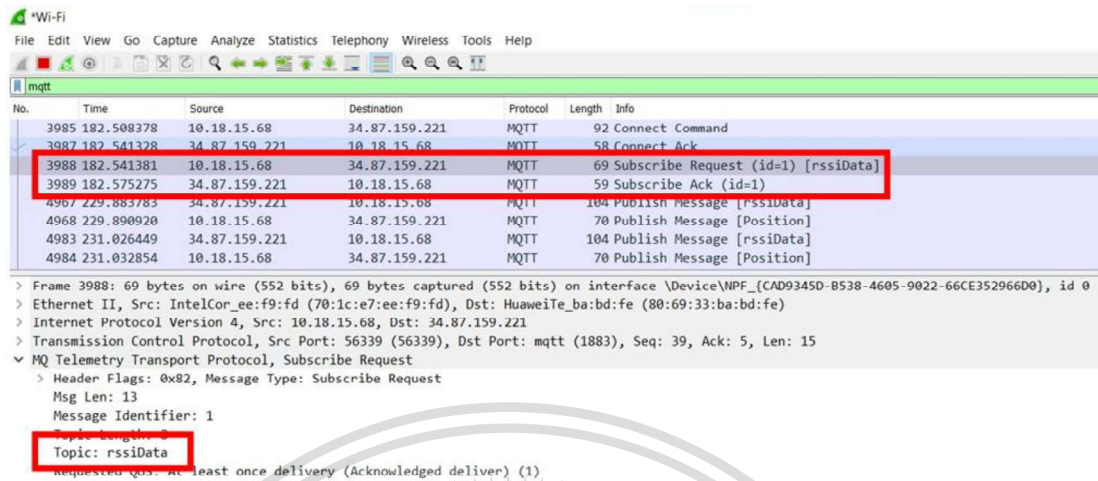 *Wi-Fi
File Edit View Go Capture Analyze Statistics Telephony Wireless Tools Help
mqtt
No. Time Source Destination Protocol Length Info
3985 182.508378 10.18.15.68 34.87.159.221 MQTT 92 Connect Command
3987 182.541328 34.87.159.221 10.18.15.68 MQTT 58 Connect Ack
3988 182.541381 10.18.15.68 34.87.159.221 MQTT 69 Subscribe Request (id=1) [rssiData]
3989 182.575275 34.87.159.221 10.18.15.68 MQTT 59 Subscribe Ack (id=1)
4967 229.883783 34.87.159.221 10.18.15.68 MQTT 104 Publish Message [rssiData]
4968 229.890920 10.18.15.68 34.87.159.221 MQTT 70 Publish Message [Position]
4983 231.026449 34.87.159.221 10.18.15.68 MQTT 104 Publish Message [rssiData]
4984 231.032854 10.18.15.68 34.87.159.221 MQTT 70 Publish Message [Position]
> Frame 3988: 69 bytes on wire (552 bits), 69 bytes captured (552 bits) on interface \Device\NPF_{CAD9345D-B538-4605-9022-66CE352966D0}, id 0
> Ethernet II, Src: IntelCor_ee:f9:fd (70:1c:e7:ee:f9:fd), Dst: HuaweiTe_ba:bd:fe (80:69:33:ba:bd:fe)
> Internet Protocol Version 4, Src: 10.18.15.68, Dst: 34.87.159.221
> Transmission Control Protocol, Src Port: 56339 (56339), Dst Port: mqtt (1883), Seq: 39, Ack: 5, Len: 15
MQ Telemetry Transport Protocol, Subscribe Request
> Header Flags: 0x82, Message Type: Subscribe Request
Msg Len: 13
Message Identifier: 1
Topic Length: 8
Topic: rssiData
Requested QoS: At least once delivery (Acknowledged deliver) (1)